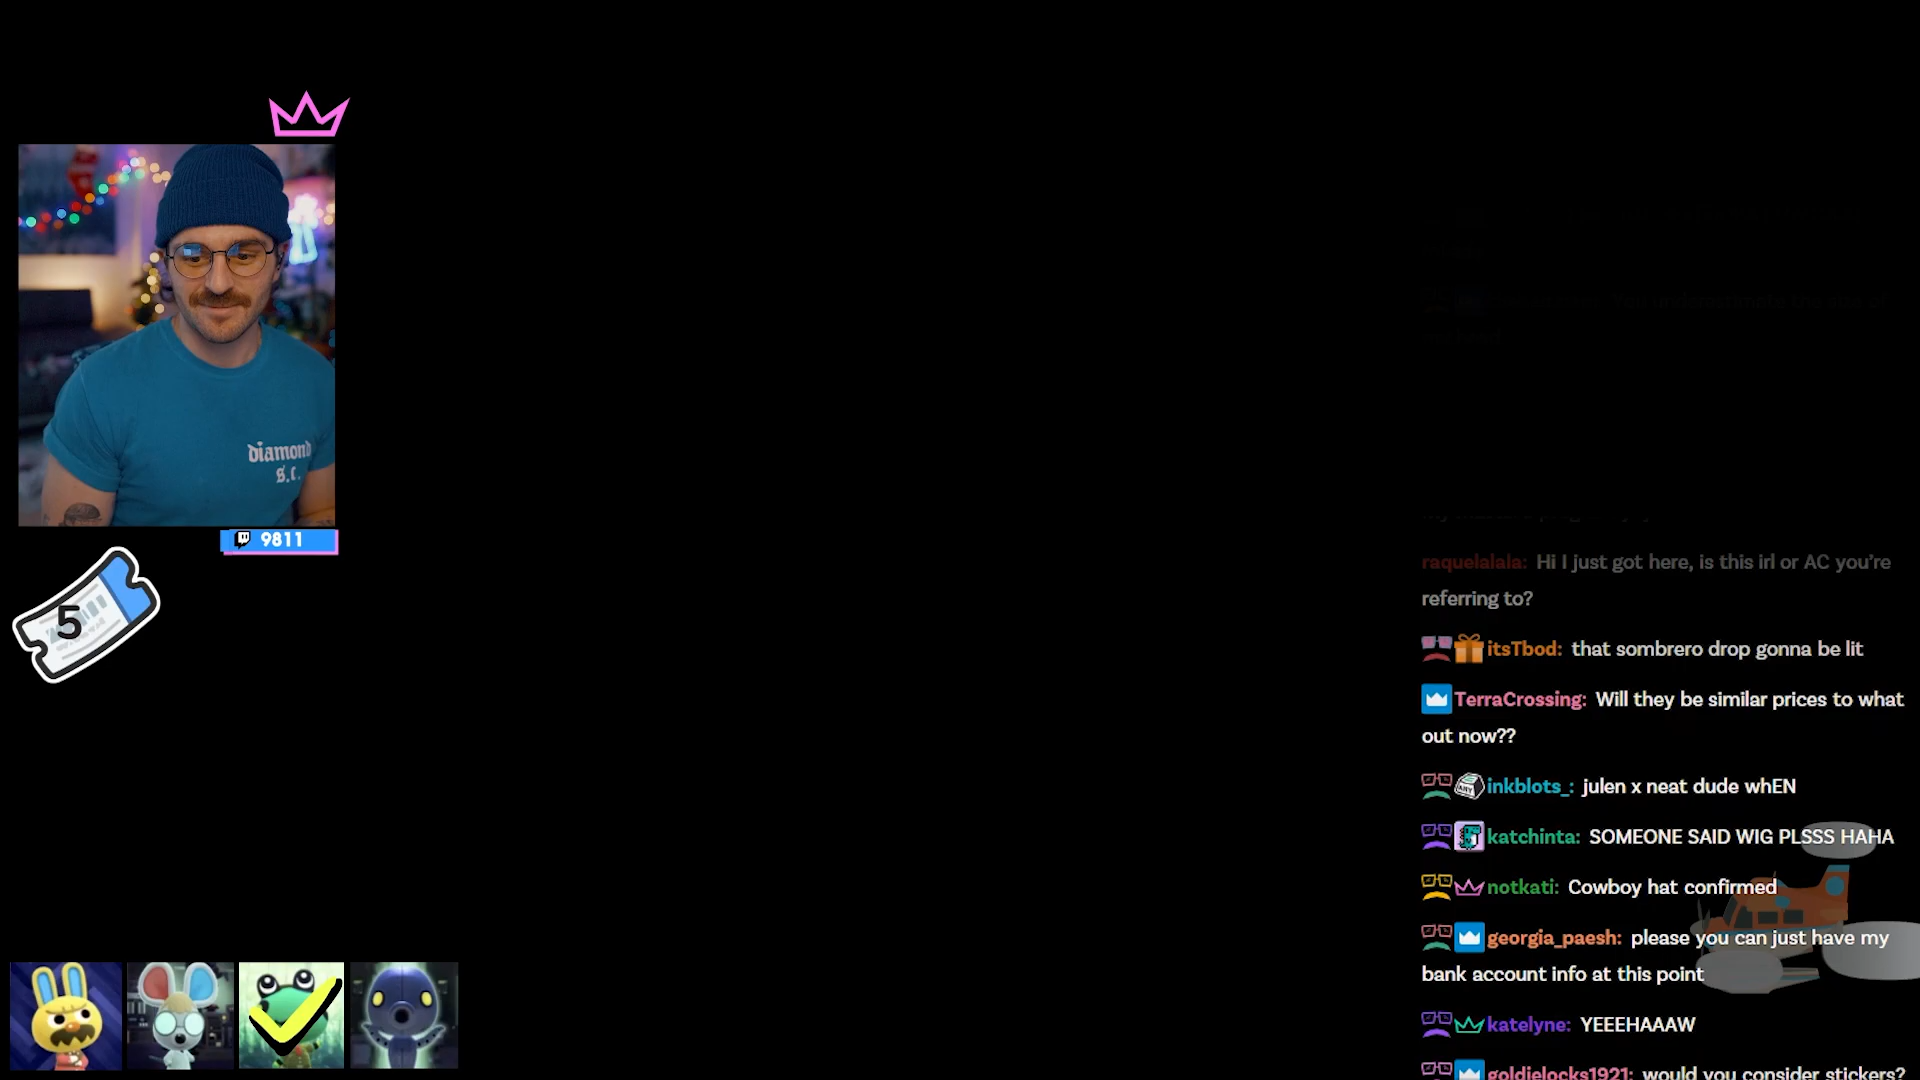 diamond
s.c.
9811
5
raquelalala: Hi I just got here, is this irl or AC you're
referring to?
itsTbod: that sombrero drop gonna be lit
TerraCrossing: Will they be similar prices to what
out now??
inkblots_: julen x neat dude whEN
katchinta: SOMEONE SAID WIG PLSSS HAHA
notkati: Cowboy hat confirmed
georgia_paesh: please you can just have my
bank account info at this point
katelyne: YEEEHAAAW
goldielocks1921: would you consider stickers?